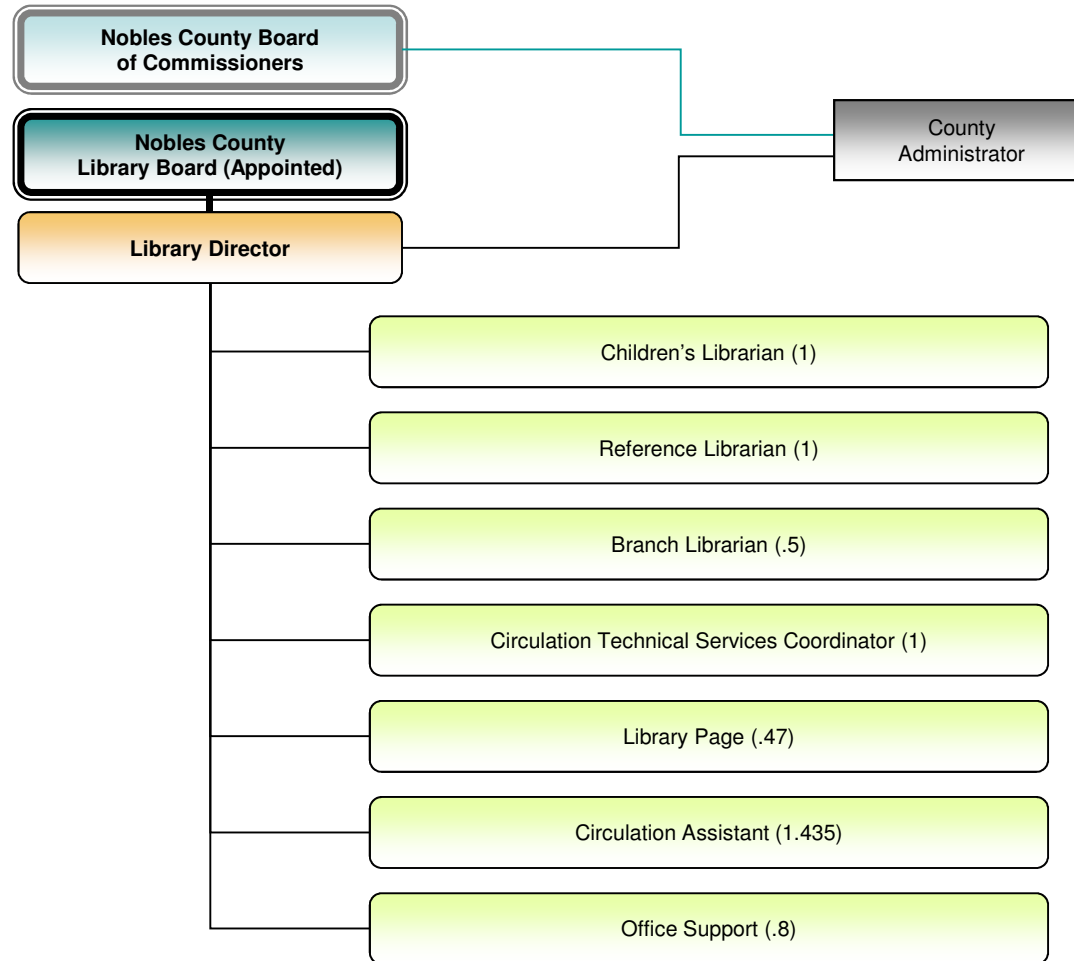 Nobles County Board
of Commissioners
Nobles County
Library Board (Appointed)
County
Administrator
Library Director
Children's Librarian (1)
Reference Librarian (1)
Branch Librarian (.5)
Circulation Technical Services Coordinator (1)
Library Page (.47)
Circulation Assistant (1.435)
Office Support (.8)